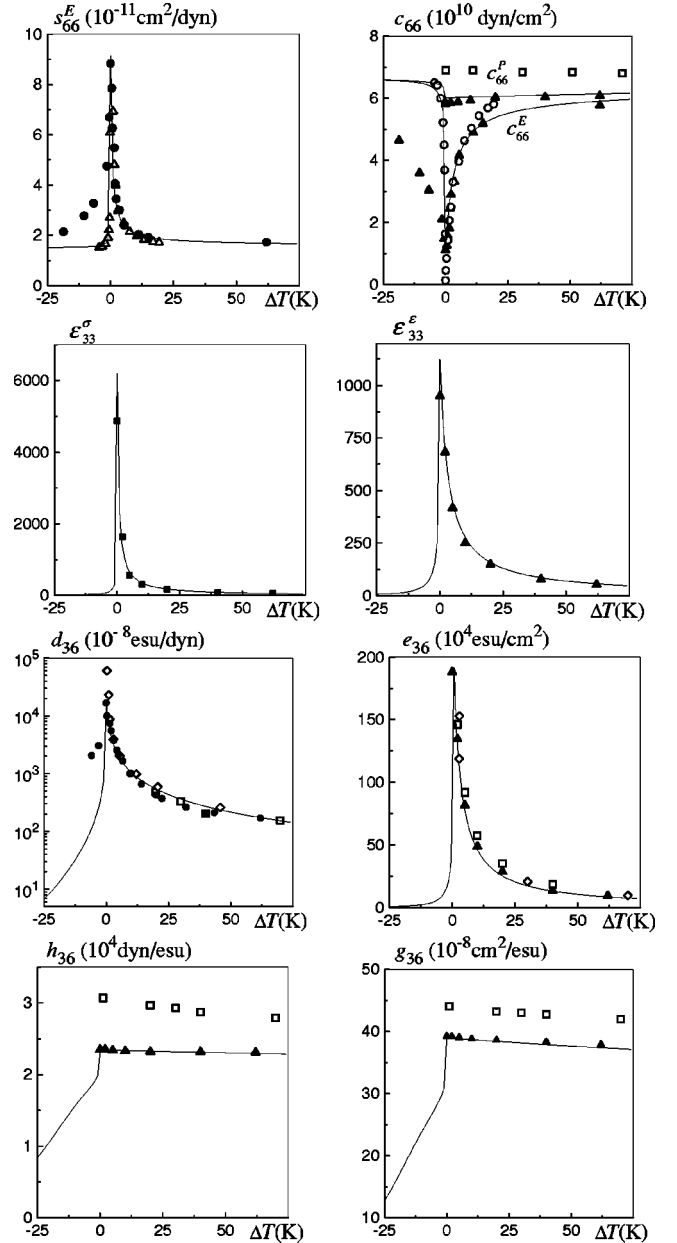 s₆₆ᴱ (10⁻¹¹cm²/dyn)
10
8
6
4
2
0
-25 0 25 50 ΔT(K)
c₆₆ (10¹⁰ dyn/cm²)
8
6
4
2
0
c₆₆ᴾ
c₆₆ᴱ
-25 0 25 50 ΔT(K)
ε₃₃^σ
6000
4000
2000
0
-25 0 25 50 ΔT(K)
ε₃₃^ε
1000
750
500
250
0
-25 0 25 50 ΔT(K)
d₃₆ (10⁻⁸esu/dyn)
10⁵
10⁴
10³
10²
10¹
-25 0 25 50 ΔT(K)
e₃₆ (10⁴esu/cm²)
200
150
100
50
0
-25 0 25 50 ΔT(K)
h₃₆ (10⁴dyn/esu)
3
2
1
0
-25 0 25 50 ΔT(K)
g₃₆ (10⁻⁸cm²/esu)
50
40
30
20
10
-25 0 25 50 ΔT(K)